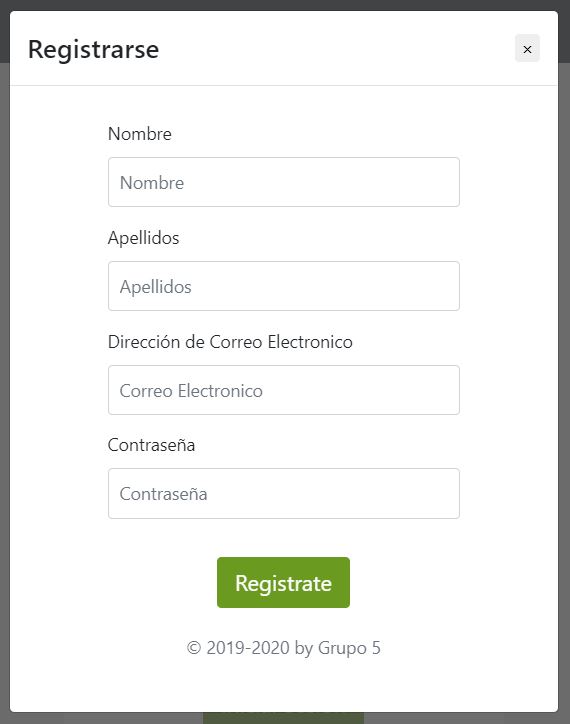 Registrarse
×
Nombre
Nombre
Apellidos
Apellidos
Dirección de Correo Electronico
Correo Electronico
Contraseña
Contraseña
Registrate
© 2019-2020 by Grupo 5